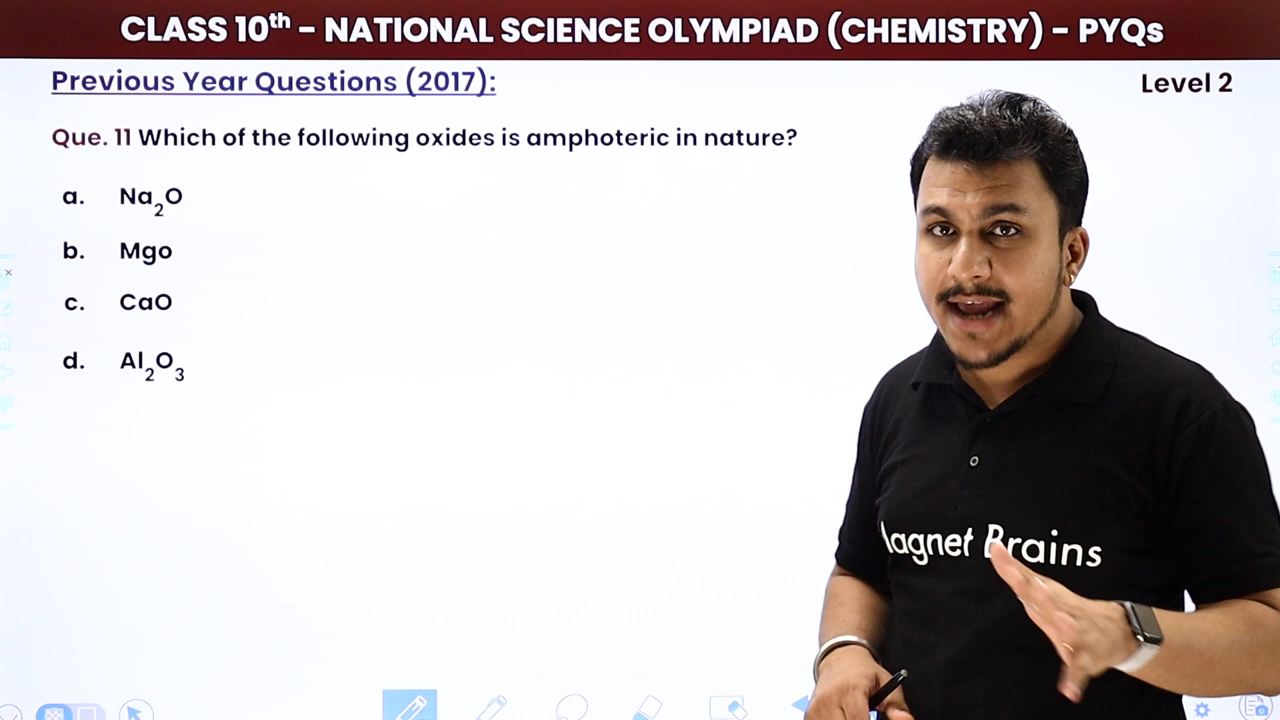 CLASS 10th – NATIONAL SCIENCE OLYMPIAD (CHEMISTRY) – PYQs
Previous Year Questions (2017):
Level 2
Que. 11 Which of the following oxides is amphoteric in nature?
a. Na2O
b. Mgo
c. CaO
d. Al2O3
Brains